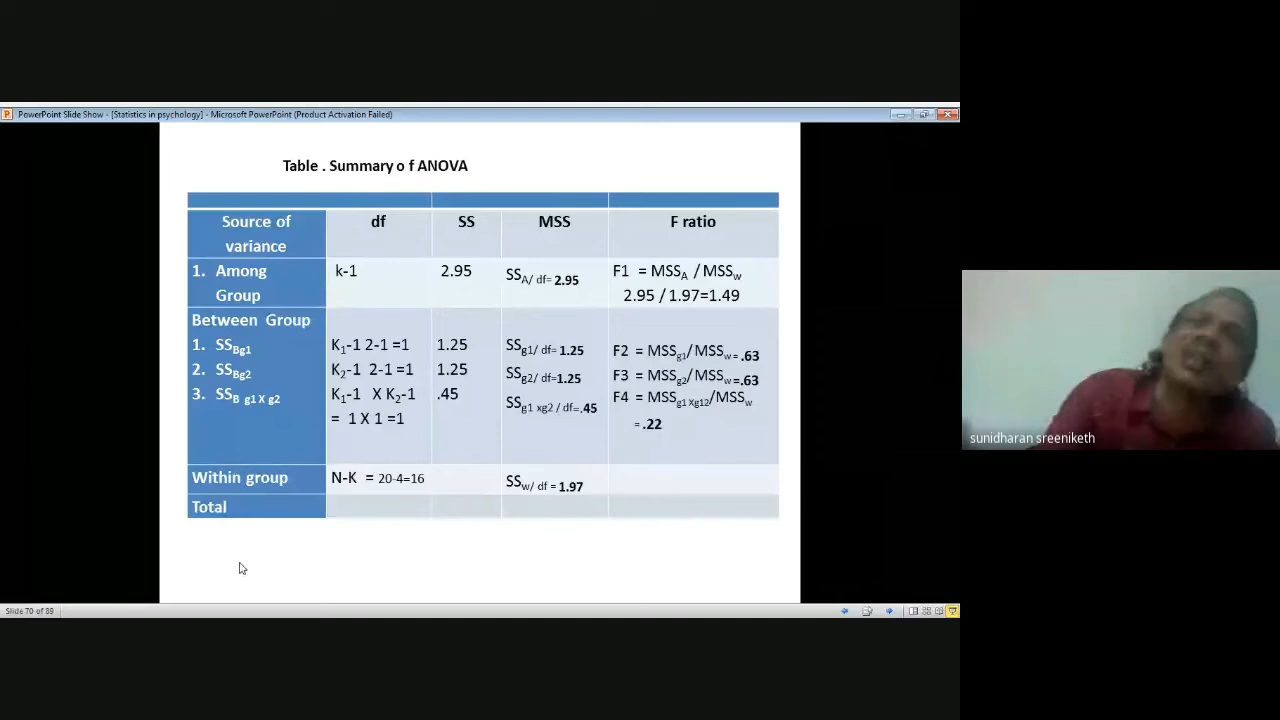 PowerPoint Slide Show - [Statistics in psychology] - Microsoft PowerPoint (Product Activation Failed)
Table . Summary o f ANOVA
Source of variance df SS MSS F ratio
1. Among Group k-1 2.95 SSA/ df= 2.95 F1 = MSSA / MSSw
2.95 / 1.97=1.49
Between Group
1. SSBg1 K1-1 2-1 =1 1.25 SSg1/ df= 1.25 F2 = MSSg1/MSSw = .63
2. SSBg2 K2-1 2-1 =1 1.25 SSg2/ df=1.25 F3 = MSSg2/MSSw =.63
3. SSB g1 X g2 K1-1 X K2-1 .45 SSg1 xg2 / df=.45 F4 = MSSg1 Xg12/MSSw
= 1 X 1 =1 = .22
Within group N-K = 20-4=16 SSw/ df = 1.97
Total
Slide 70 of 89
sunidharan sreeniketh